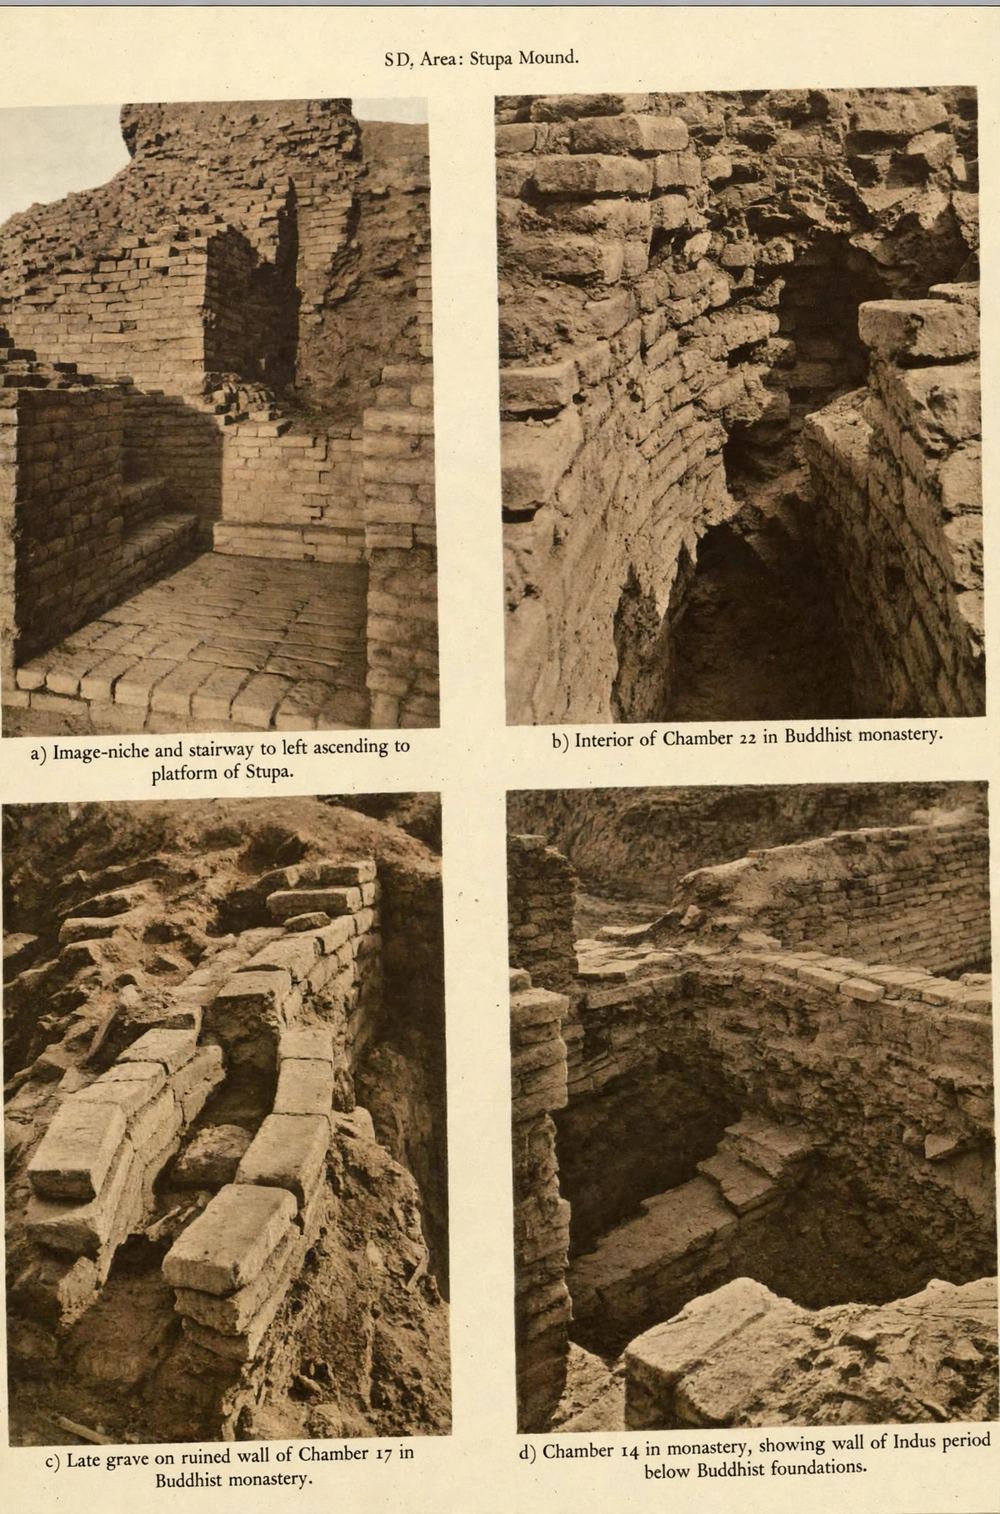 SD, Area: Stupa Mound.
a) Image-niche and stairway to left ascending to
platform of Stupa.
b) Interior of Chamber 22 in Buddhist monastery.
c) Late grave on ruined wall of Chamber 17 in
Buddhist monastery.
d) Chamber 14 in monastery, showing wall of Indus period
below Buddhist foundations.